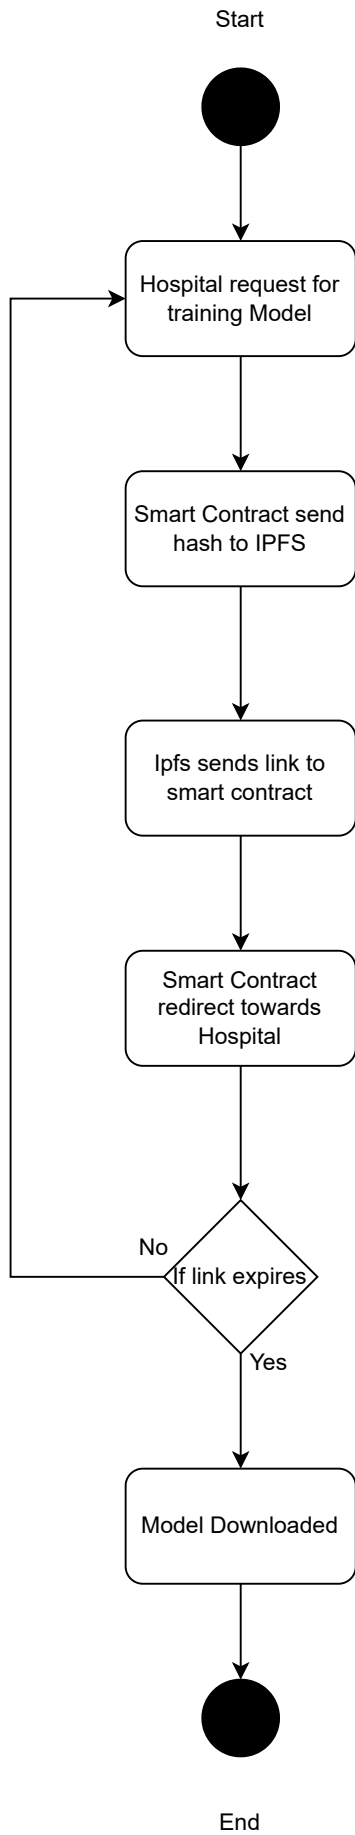 Start
Hospital request for
training Model
Smart Contract send
hash to IPFS
Ipfs sends link to
smart contract
Smart Contract
redirect towards
Hospital
No
If link expires
Yes
Model Downloaded
End